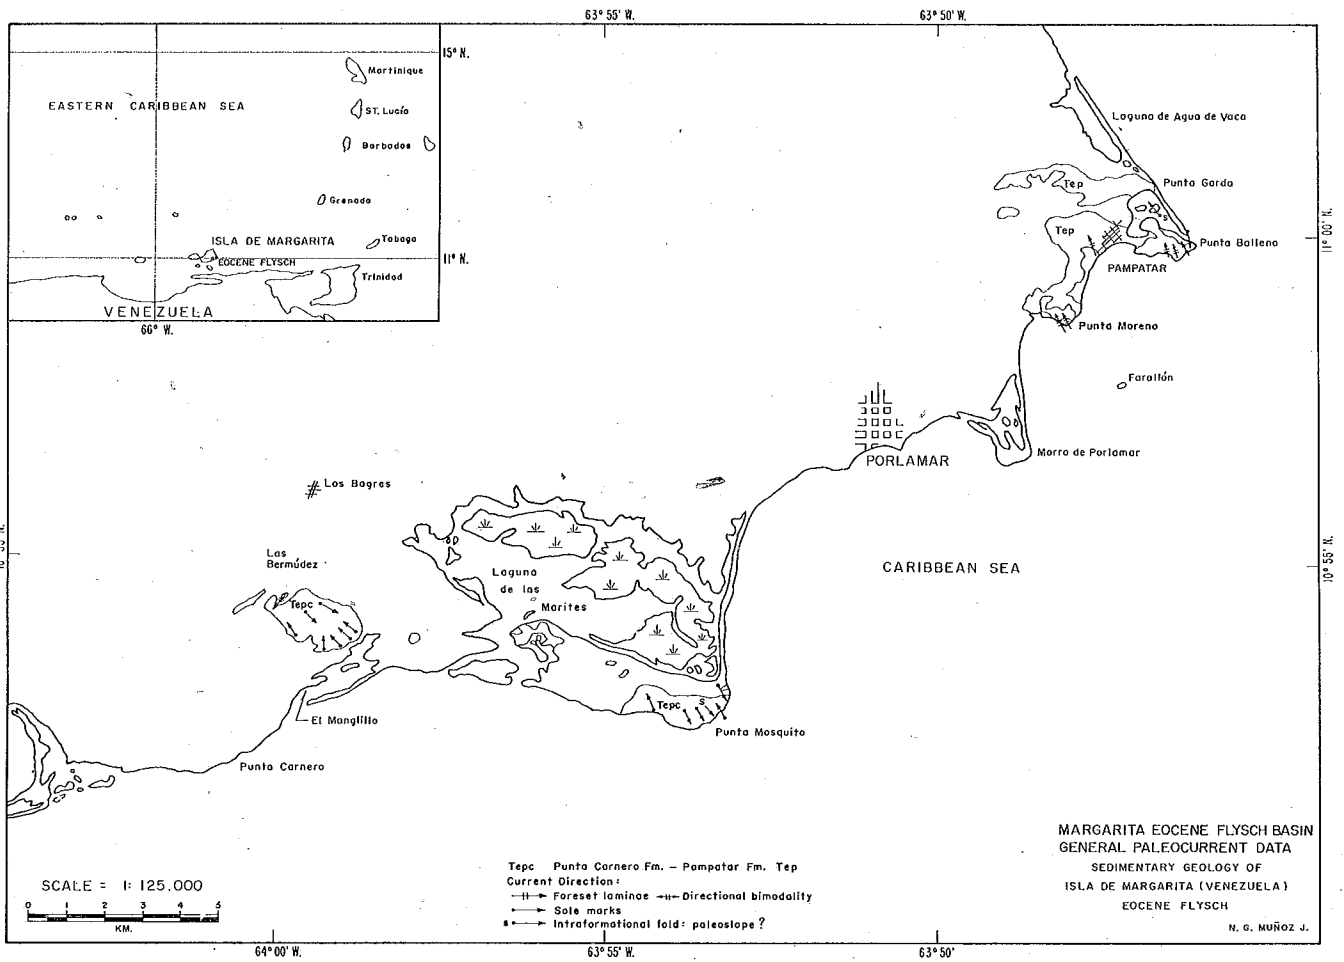 63° 55' W.
63° 50' W.
15° N.
Martinique
EASTERN CARIBBEAN SEA
ST. Lucía
Barbados
Grenada
Tobago
ISLA DE MARGARITA
EOCENE FLYSCH
11° N.
Trinidad
VENEZUELA
60° W.
Laguna de Agua de Vaca
Tep
Punta Gorda
s
Tep
Punta Ballena
11° 00' N.
PAMPATAR
Punta Moreno
Farallón
PORLAMAR
Morro de Porlamar
Los Bagres
Las
Bermúdez
Laguna
de las
Marites
CARIBBEAN SEA
10° 55' N.
Tepc
R
Tepc
s
El Manglillo
Punta Mosquito
Punta Carnero
MARGARITA EOCENE FLYSCH BASIN
GENERAL PALEOCURRENT DATA
SEDIMENTARY GEOLOGY OF
ISLA DE MARGARITA (VENEZUELA)
EOCENE FLYSCH
N. G. MUÑOZ J.
Tepc Punta Carnero Fm. – Pampatar Fm. Tep
Current Direction:
Foreset laminae Directional bimodality
Sole marks
s Intraformational fold: paleoslope ?
SCALE = 1: 125.000
0 1 2 3 4 5
KM.
64° 00' W.
63° 55' W.
63° 50'